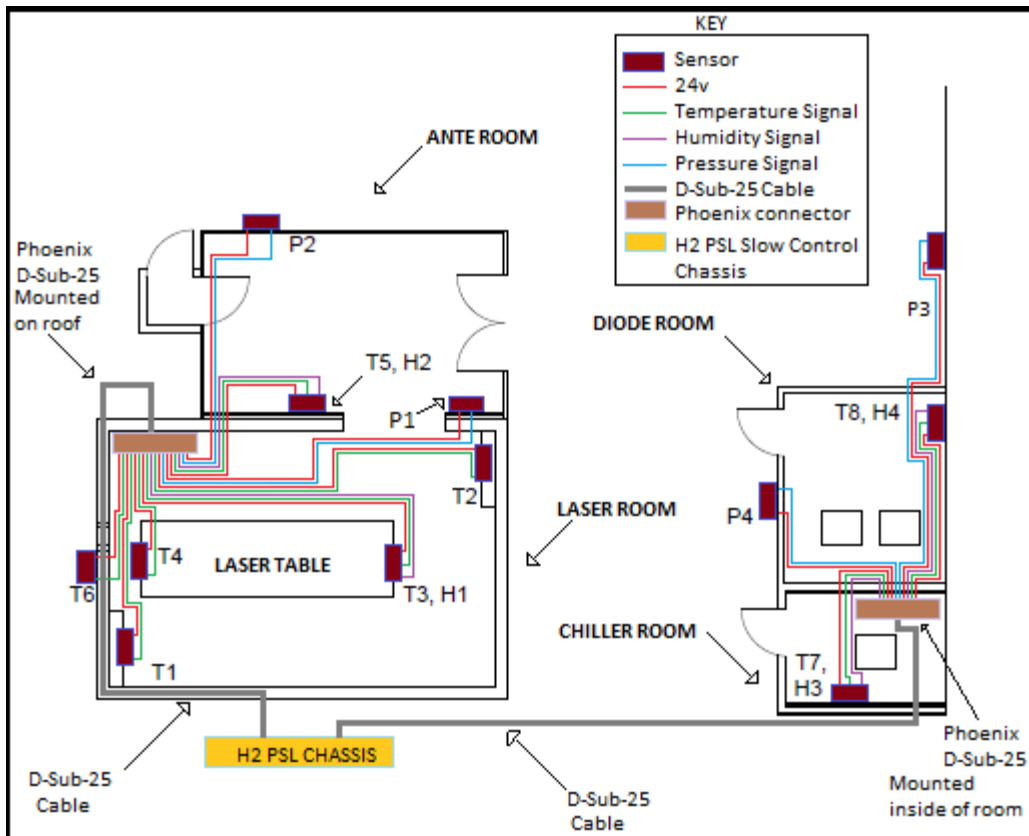 KEY
Sensor
24v
Temperature Signal
Humidity Signal
Pressure Signal
D-Sub-25 Cable
Phoenix connector
H2 PSL Slow Control
Chassis
ANTE ROOM
Phoenix
D-Sub-25
Mounted
on roof
P2
T5, H2
P1
T2
T4
LASER TABLE
T3, H1
T6
T1
LASER ROOM
DIODE ROOM
P3
T8, H4
P4
CHILLER ROOM
T7,
H3
H2 PSL CHASSIS
D-Sub-25
Cable
D-Sub-25
Cable
Phoenix
D-Sub-25
Mounted
inside of room